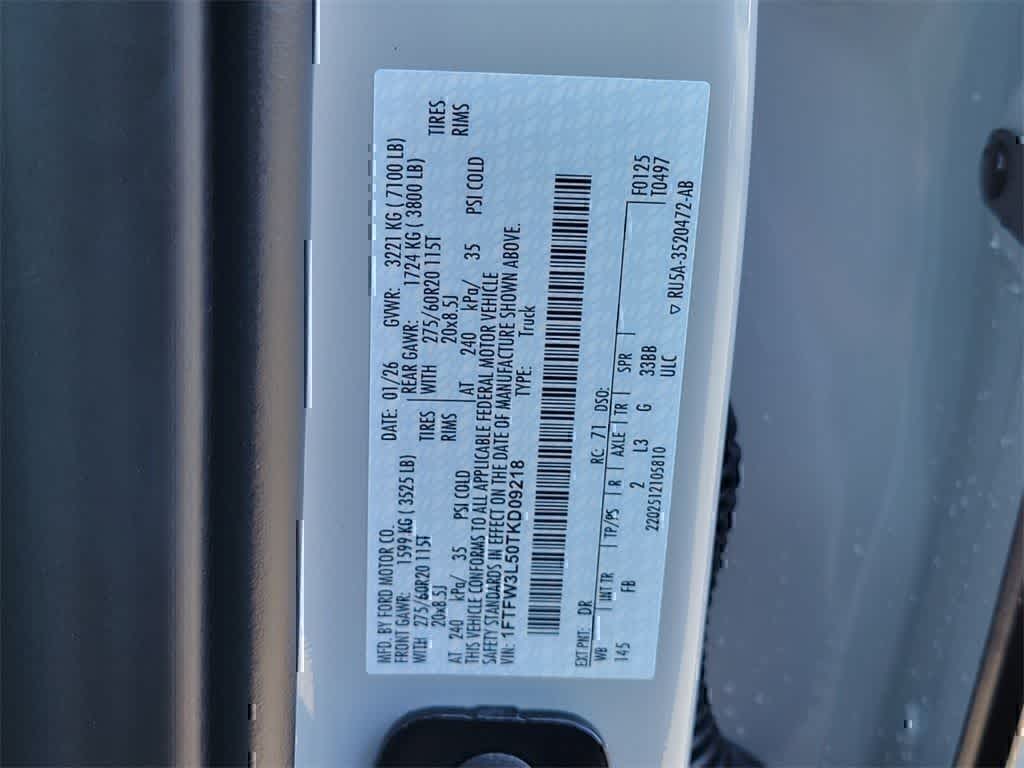 MFD. BY FORD MOTOR CO. DATE: 01/26 GVWR: 3221 KG ( 7100 LB)
FRONT GAWR: 1599 KG ( 3525 LB) REAR GAWR: 1724 KG ( 3800 LB)
WITH 275/60R20 115T TIRES WITH 275/60R20 115T TIRES
20x8.5J RIMS 20x8.5J RIMS
AT 240 kPa/ 35 PSI COLD AT 240 kPa/ 35 PSI COLD
THIS VEHICLE CONFORMS TO ALL APPLICABLE FEDERAL MOTOR VEHICLE
SAFETY STANDARDS IN EFFECT ON THE DATE OF MANUFACTURE SHOWN ABOVE.
VIN: 1FTFW3L50TKD09218 TYPE: Truck
EXT PNT: DR RC: 71 DSO: F0125
WB INT TR TP/PS R AXLE TR SPR T0497
145 FB 2 L3 G 33BB
2202512105810 ULC
▽ RU5A-3520472-AB